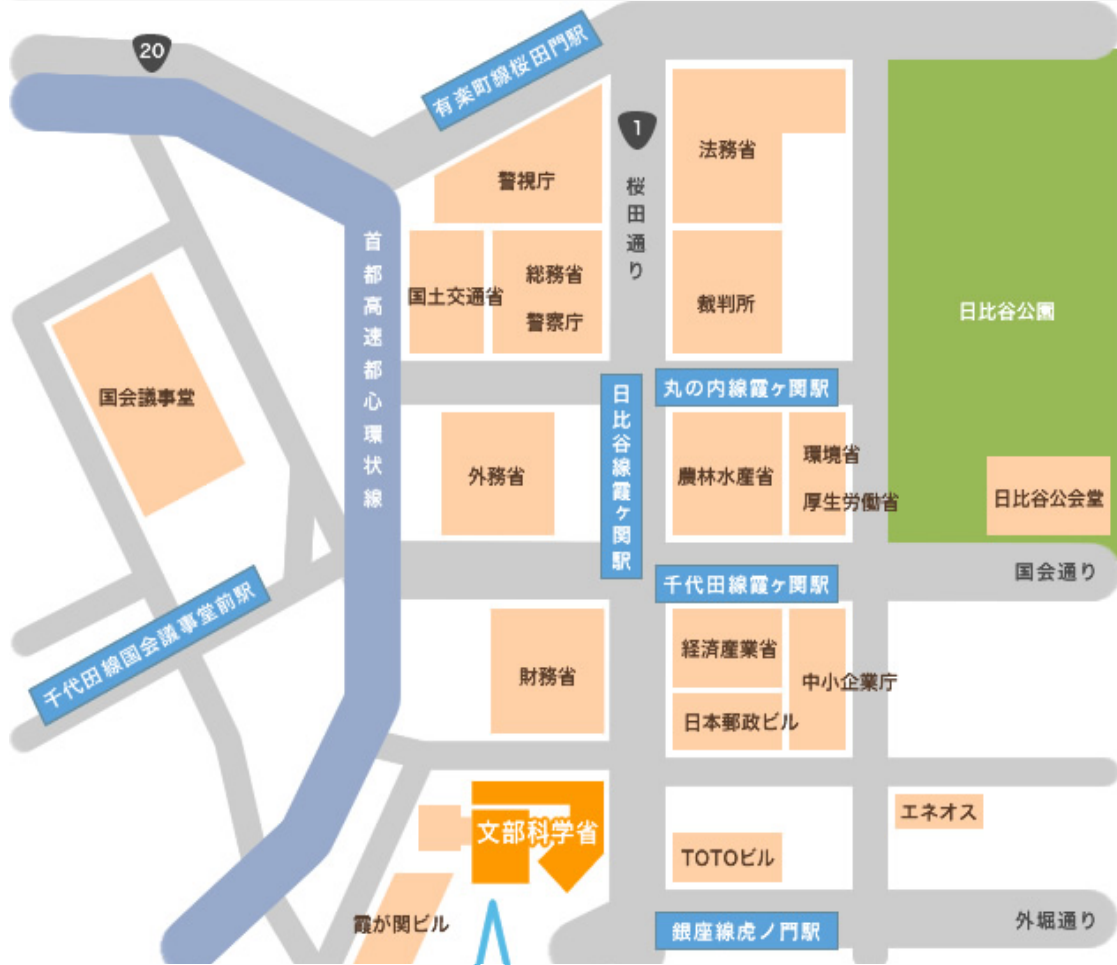 20
有楽町線桜田門駅
1
桜田通り
法務省
警視庁
首都高速都心環状線
国土交通省
総務省
警察庁
裁判所
日比谷公園
国会議事堂
丸の内線霞ヶ関駅
日比谷線霞ヶ関駅
外務省
農林水産省
環境省
厚生労働省
日比谷公会堂
国会通り
千代田線霞ヶ関駅
千代田線国会議事堂前駅
財務省
経済産業省
中小企業庁
日本郵政ビル
エネオス
文部科学省
TOTOビル
霞が関ビル
銀座線虎ノ門駅
外堀通り